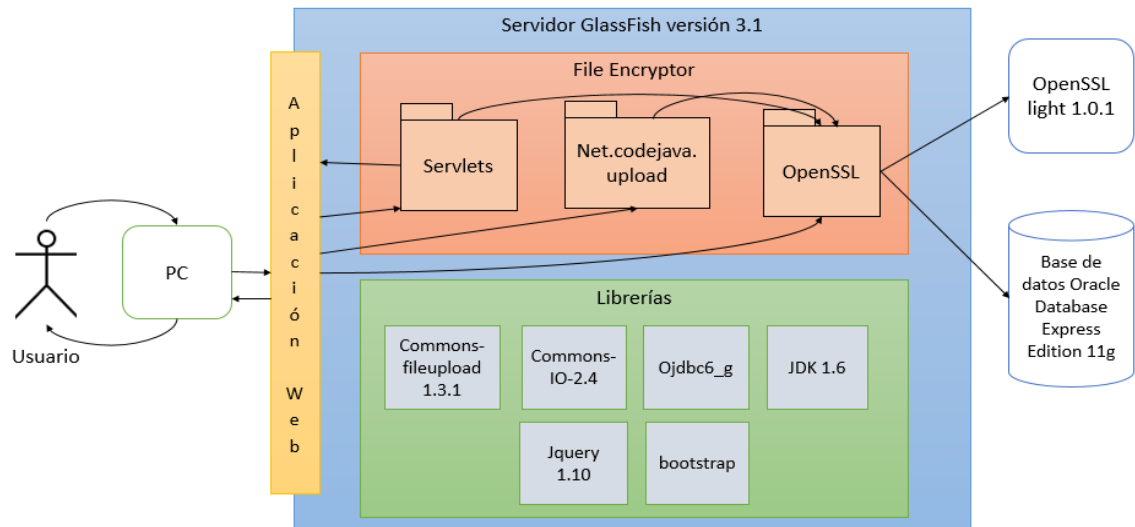 Servidor GlassFish versión 3.1
File Encryptor
Servlets
Net.codejava.
upload
OpenSSL
OpenSSL
light 1.0.1
Aplicación Web
PC
Usuario
Base de
datos Oracle
Database
Express
Edition 11g
Librerías
Commons-
fileupload
1.3.1
Commons-
IO-2.4
Ojdbc6_g
JDK 1.6
Jquery
1.10
bootstrap